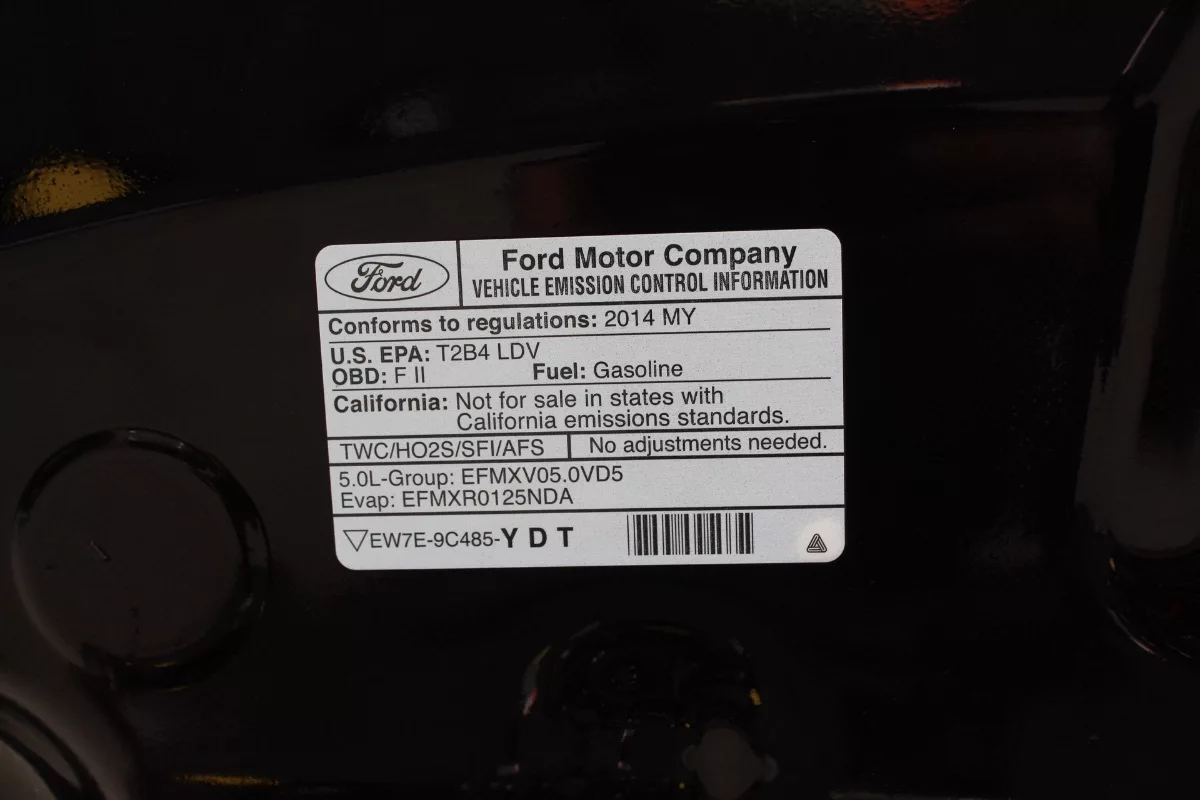 Ford
Ford Motor Company
VEHICLE EMISSION CONTROL INFORMATION
Conforms to regulations: 2014 MY
U.S. EPA: T2B4 LDV
OBD: F II Fuel: Gasoline
California: Not for sale in states with
California emissions standards.
TWC/HO2S/SFI/AFS No adjustments needed.
5.0L-Group: EFMXV05.0VD5
Evap: EFMXR0125NDA
▽EW7E-9C485-Y D T